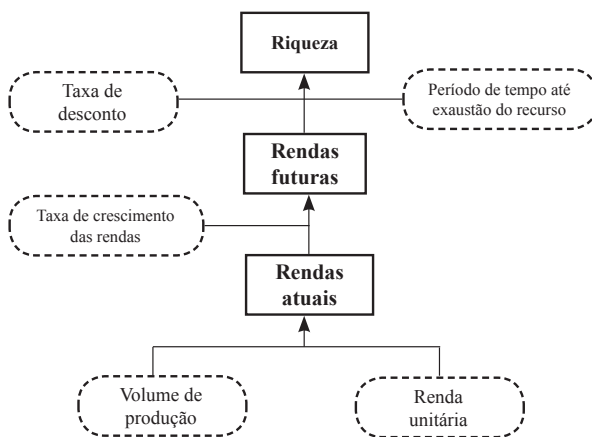 Riqueza
Taxa de
desconto
Período de tempo até
exaustão do recurso
Rendas
futuras
Taxa de crescimento
das rendas
Rendas
atuais
Volume de
produção
Renda
unitária